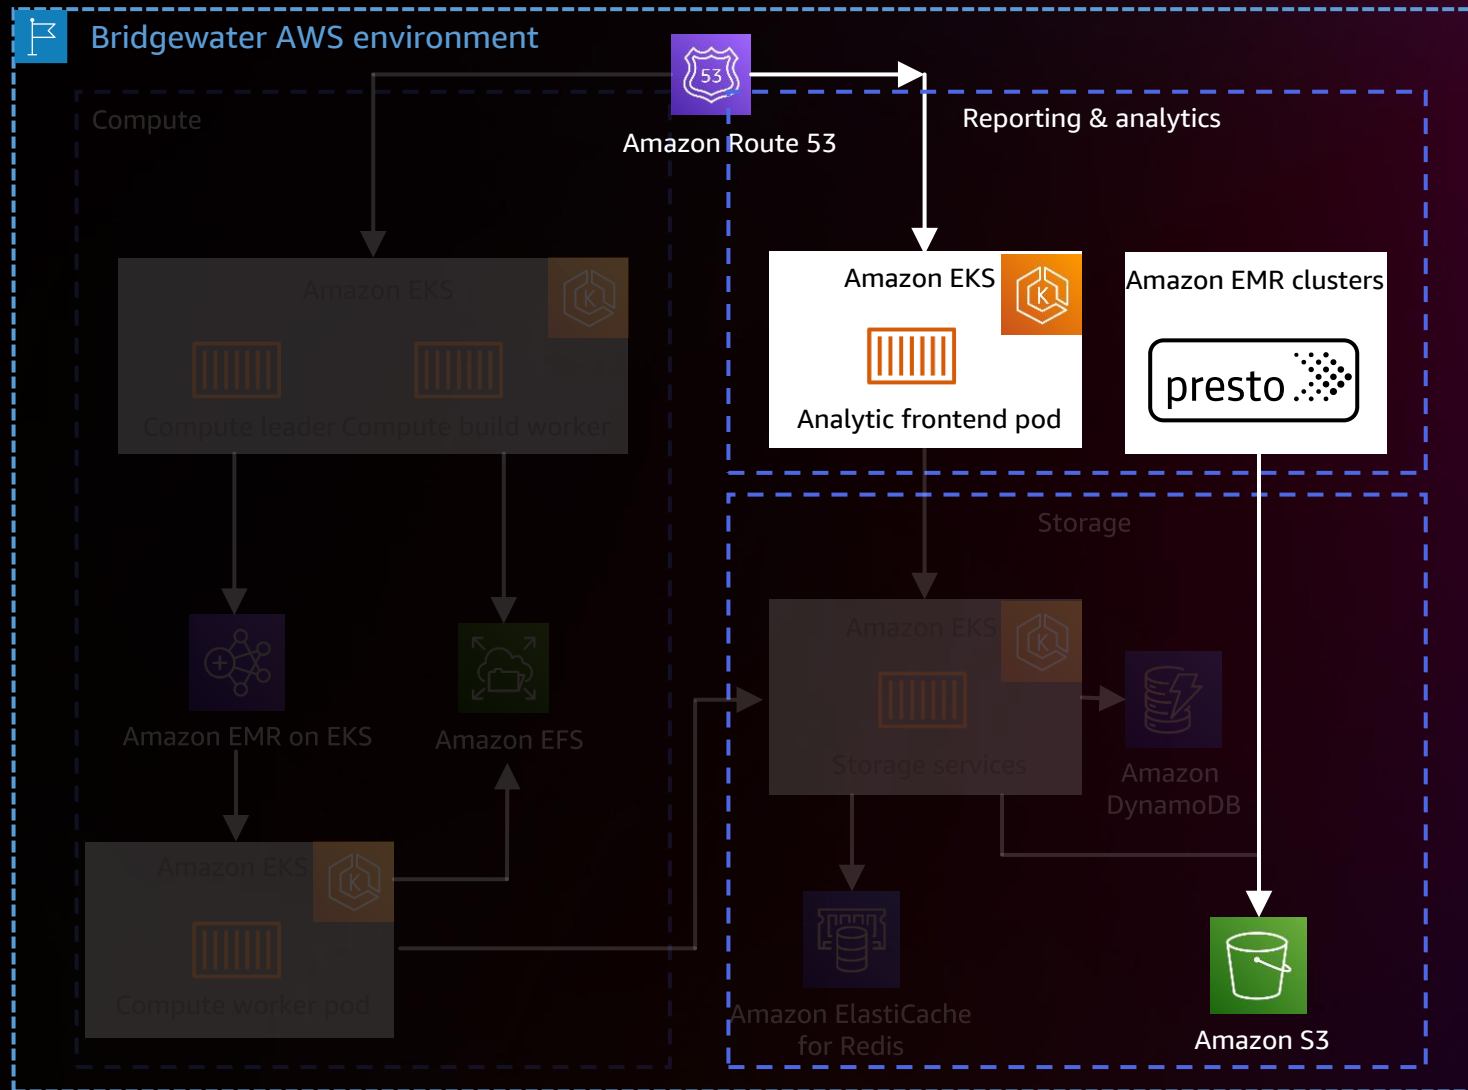 Bridgewater AWS environment
53
Amazon Route 53
Compute
Reporting & analytics
Amazon EKS
Compute leader
Compute build worker
Amazon EKS
K
Analytic frontend pod
Amazon EMR clusters
presto
K
Amazon EMR on EKS
Amazon EFS
Amazon EKS
K
Compute worker pod
Storage
Amazon EKS
K
Storage services
Amazon
DynamoDB
Amazon ElastiCache
for Redis
Amazon S3